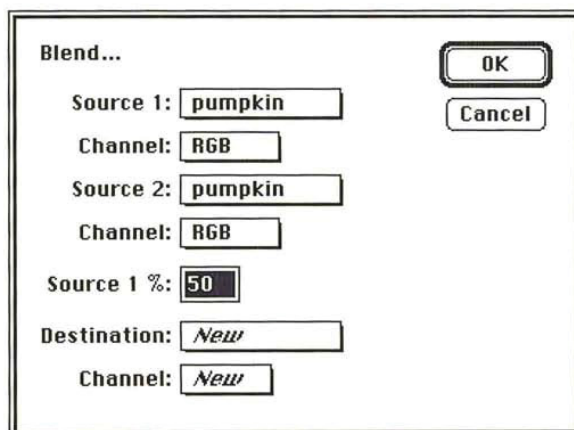 Blend...
OK
Source 1: pumpkin
Cancel
Channel: RGB
Source 2: pumpkin
Channel: RGB
Source 1 %: 50
Destination: New
Channel: New